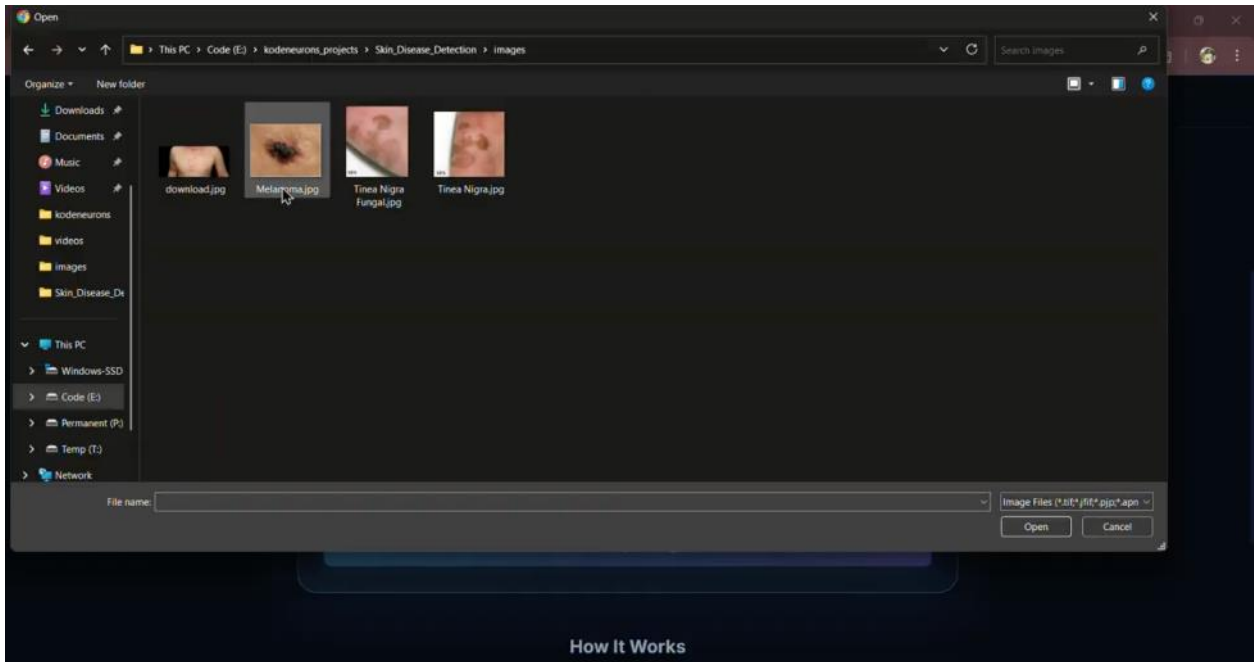 Open
This PC > Code (E:) > kodeneurons_projects > Skin_Disease_Detection > images
Search images
Organize
New folder
Downloads
Documents
Music
Videos
kodeneurons
videos
images
Skin_Disease_De
This PC
Windows-SSD
Code (E:)
Permanent (P:)
Temp (T:)
Network
download.jpg
Melanoma.jpg
Tinea Nigra
Fungal.jpg
Tinea Nigra.jpg
File name:
Image Files (*.tif;*.jfif;*.pjp;*.apn
Open
Cancel
How It Works